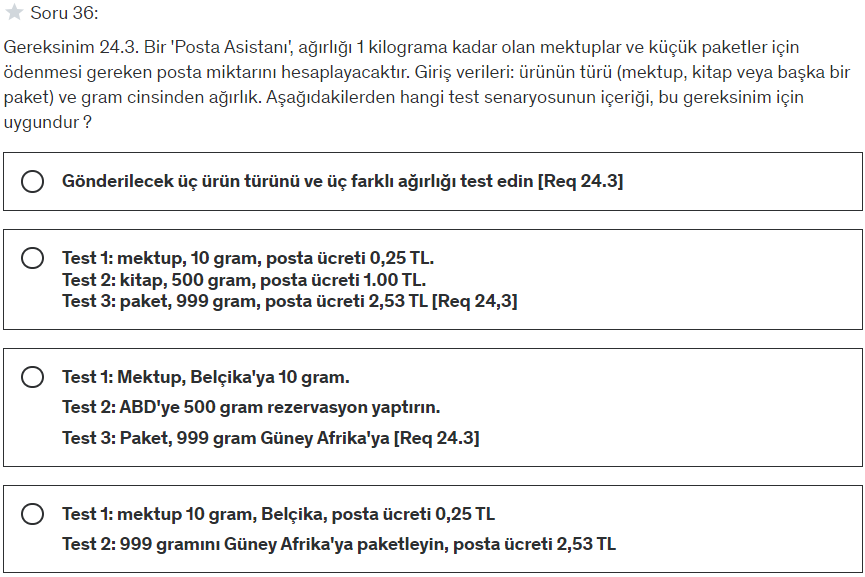 Soru 36:
Gereksinim 24.3. Bir 'Posta Asistanı', ağırlığı 1 kilograma kadar olan mektuplar ve küçük paketler için
ödenmesi gereken posta miktarını hesaplayacaktır. Giriş verileri: ürünün türü (mektup, kitap veya başka bir
paket) ve gram cinsinden ağırlık. Aşağıdakilerden hangi test senaryosunun içeriği, bu gereksinim için
uygundur ?
Gönderilecek üç ürün türünü ve üç farklı ağırlığı test edin [Req 24.3]
Test 1: mektup, 10 gram, posta ücreti 0,25 TL.
Test 2: kitap, 500 gram, posta ücreti 1.00 TL.
Test 3: paket, 999 gram, posta ücreti 2,53 TL [Req 24,3]
Test 1: Mektup, Belçika'ya 10 gram.
Test 2: ABD'ye 500 gram rezervasyon yaptırın.
Test 3: Paket, 999 gram Güney Afrika'ya [Req 24.3]
Test 1: mektup 10 gram, Belçika, posta ücreti 0,25 TL
Test 2: 999 gramını Güney Afrika'ya paketleyin, posta ücreti 2,53 TL